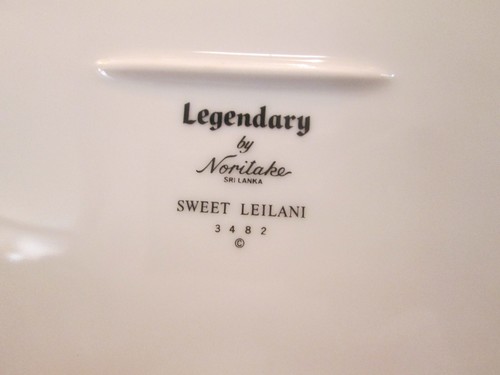 Legendary
by
Noritake
SRI LANKA
SWEET LEILANI
3482
©